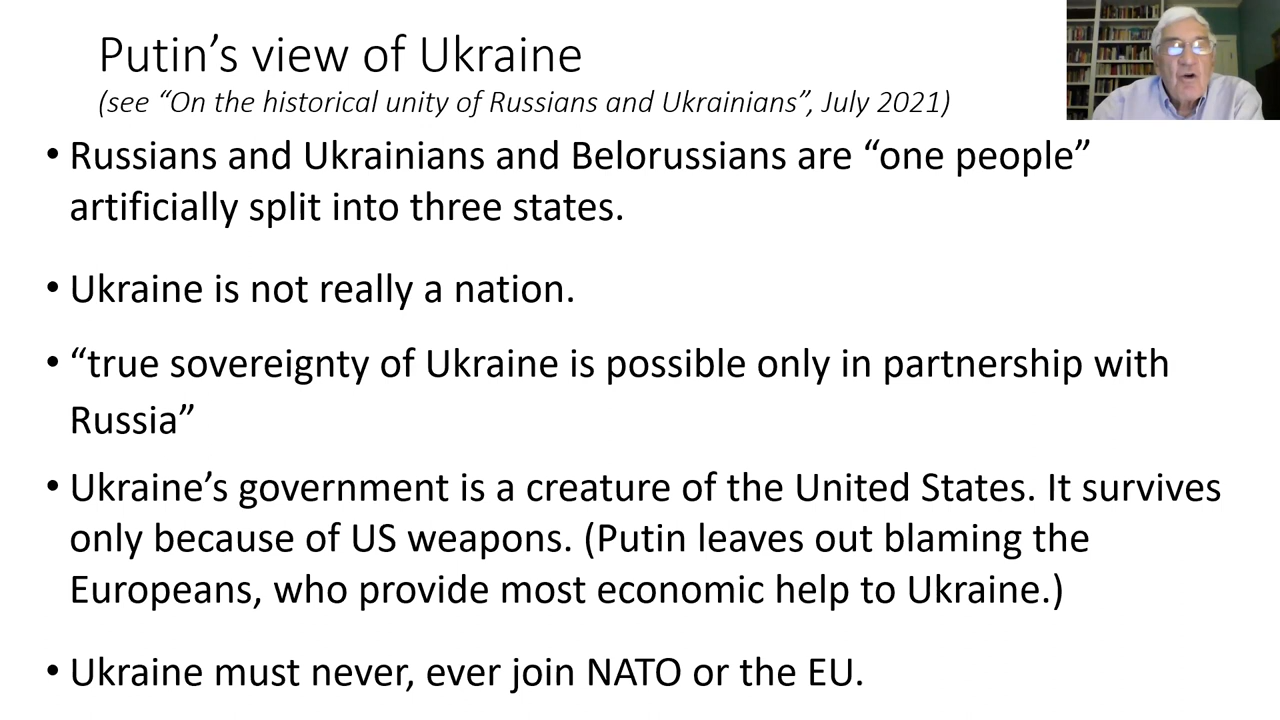 Putin’s view of Ukraine
(see “On the historical unity of Russians and Ukrainians”, July 2021)
• Russians and Ukrainians and Belorussians are “one people”
artificially split into three states.
• Ukraine is not really a nation.
• “true sovereignty of Ukraine is possible only in partnership with
Russia”
• Ukraine’s government is a creature of the United States. It survives
only because of US weapons. (Putin leaves out blaming the
Europeans, who provide most economic help to Ukraine.)
• Ukraine must never, ever join NATO or the EU.